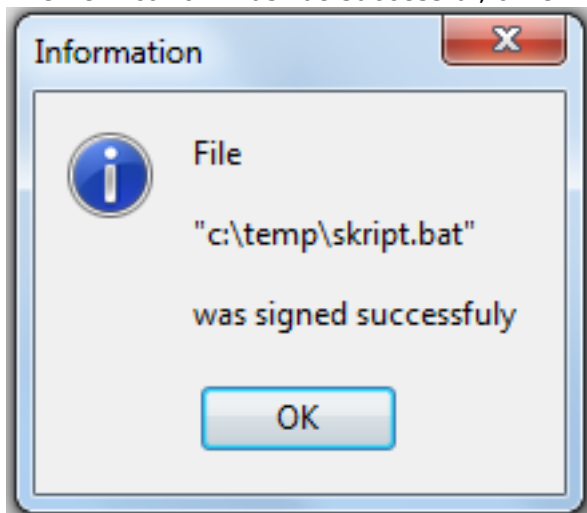 Information
File
"c:\temp\skript.bat"
was signed successfuly
OK